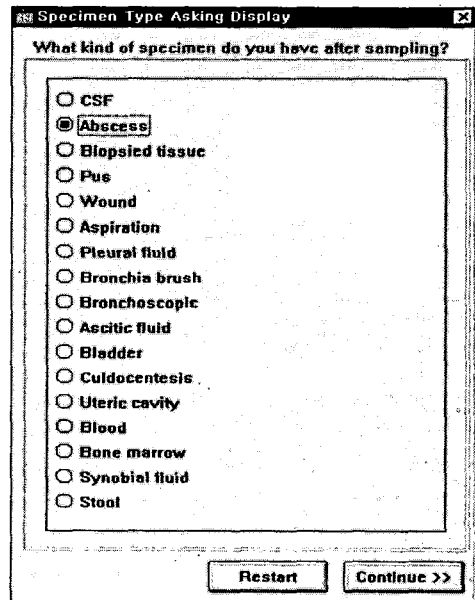 Specimen Type Asking Display
What kind of specimen do you have after sampling?
CSF
Abscess
Biopsied tissue
Pus
Wound
Aspiration
Pleural fluid
Bronchia brush
Bronchoscopic
Ascitic fluid
Bladder
Culdocentesis
Uteric cavity
Blood
Bone marrow
Synobial fluid
Stool
Restart
Continue >>